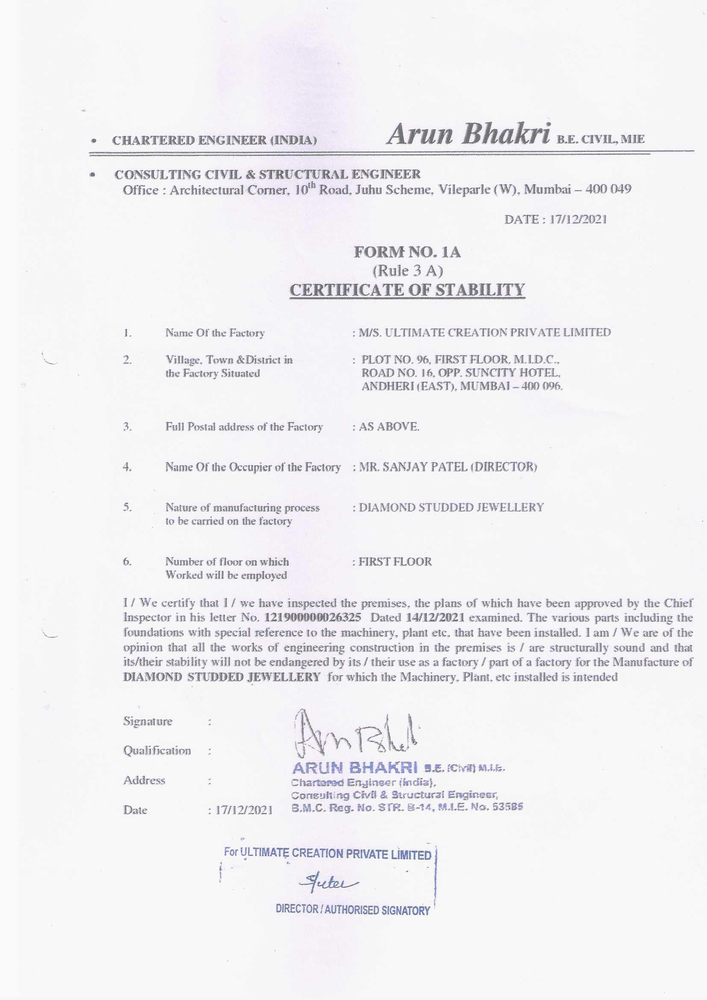 • CHARTERED ENGINEER (INDIA) Arun Bhakri B.E. CIVIL, MIE
• CONSULTING CIVIL & STRUCTURAL ENGINEER
Office : Architectural Corner, 10th Road, Juhu Scheme, Vileparle (W), Mumbai – 400 049
DATE : 17/12/2021
FORM NO. 1A
(Rule 3 A)
CERTIFICATE OF STABILITY
1. Name Of the Factory : M/S. ULTIMATE CREATION PRIVATE LIMITED
2. Village, Town &District in : PLOT NO. 96, FIRST FLOOR, M.I.D.C.,
the Factory Situated ROAD NO. 16, OPP. SUNCITY HOTEL,
ANDHERI (EAST), MUMBAI – 400 096.
3. Full Postal address of the Factory : AS ABOVE.
4. Name Of the Occupier of the Factory : MR. SANJAY PATEL (DIRECTOR)
5. Nature of manufacturing process : DIAMOND STUDDED JEWELLERY
to be carried on the factory
6. Number of floor on which : FIRST FLOOR
Worked will be employed
I / We certify that I / we have inspected the premises, the plans of which have been approved by the Chief
Inspector in his letter No. 121900000026325 Dated 14/12/2021 examined. The various parts including the
foundations with special reference to the machinery, plant etc, that have been installed. I am / We are of the
opinion that all the works of engineering construction in the premises is / are structurally sound and that
its/their stability will not be endangered by its / their use as a factory / part of a factory for the Manufacture of
DIAMOND STUDDED JEWELLERY for which the Machinery, Plant, etc installed is intended
Signature :
Qualification :
ARUN BHAKRI B.E. (Civil) M.I.E.
Address : Chartered Engineer (India),
Consulting Civil & Structural Engineer,
Date : 17/12/2021 B.M.C. Reg. No. STR. B-14, M.I.E. No. 53585
For ULTIMATE CREATION PRIVATE LIMITED
DIRECTOR / AUTHORISED SIGNATORY